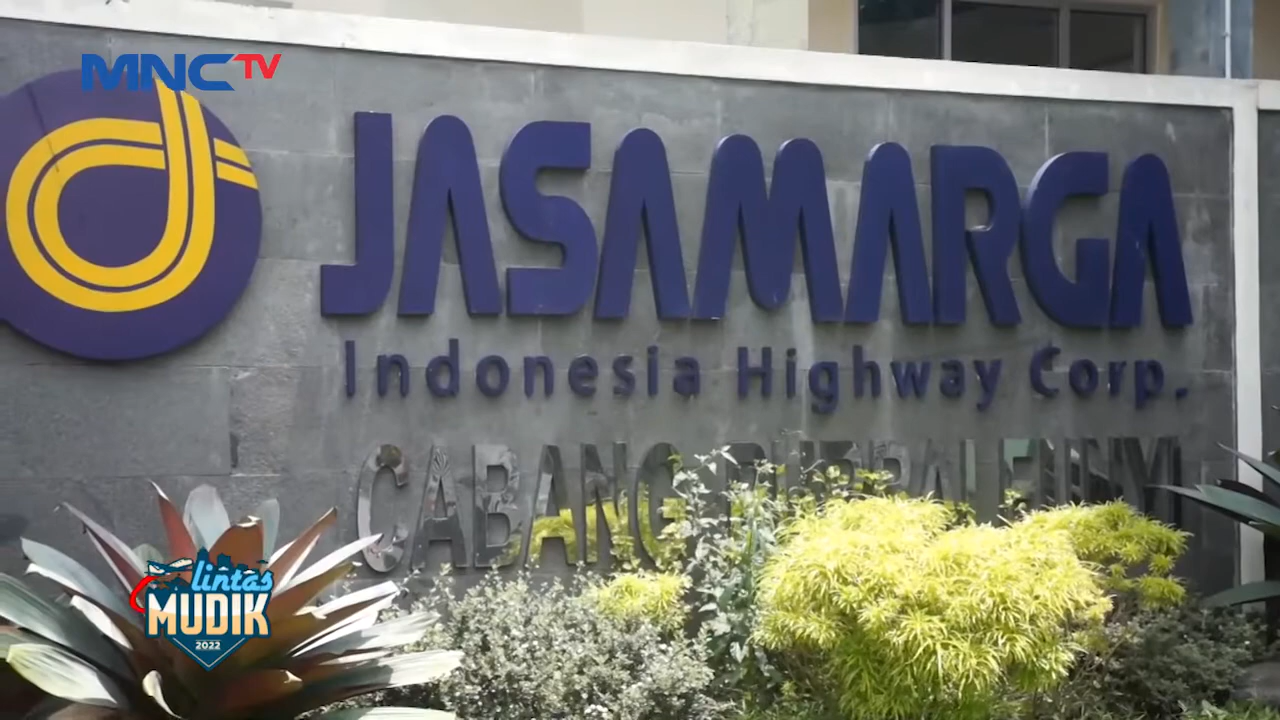 MNCTV
JASAMARGA
Indonesia Highway Corp.
CABANG
lintas
MUDIK
2022